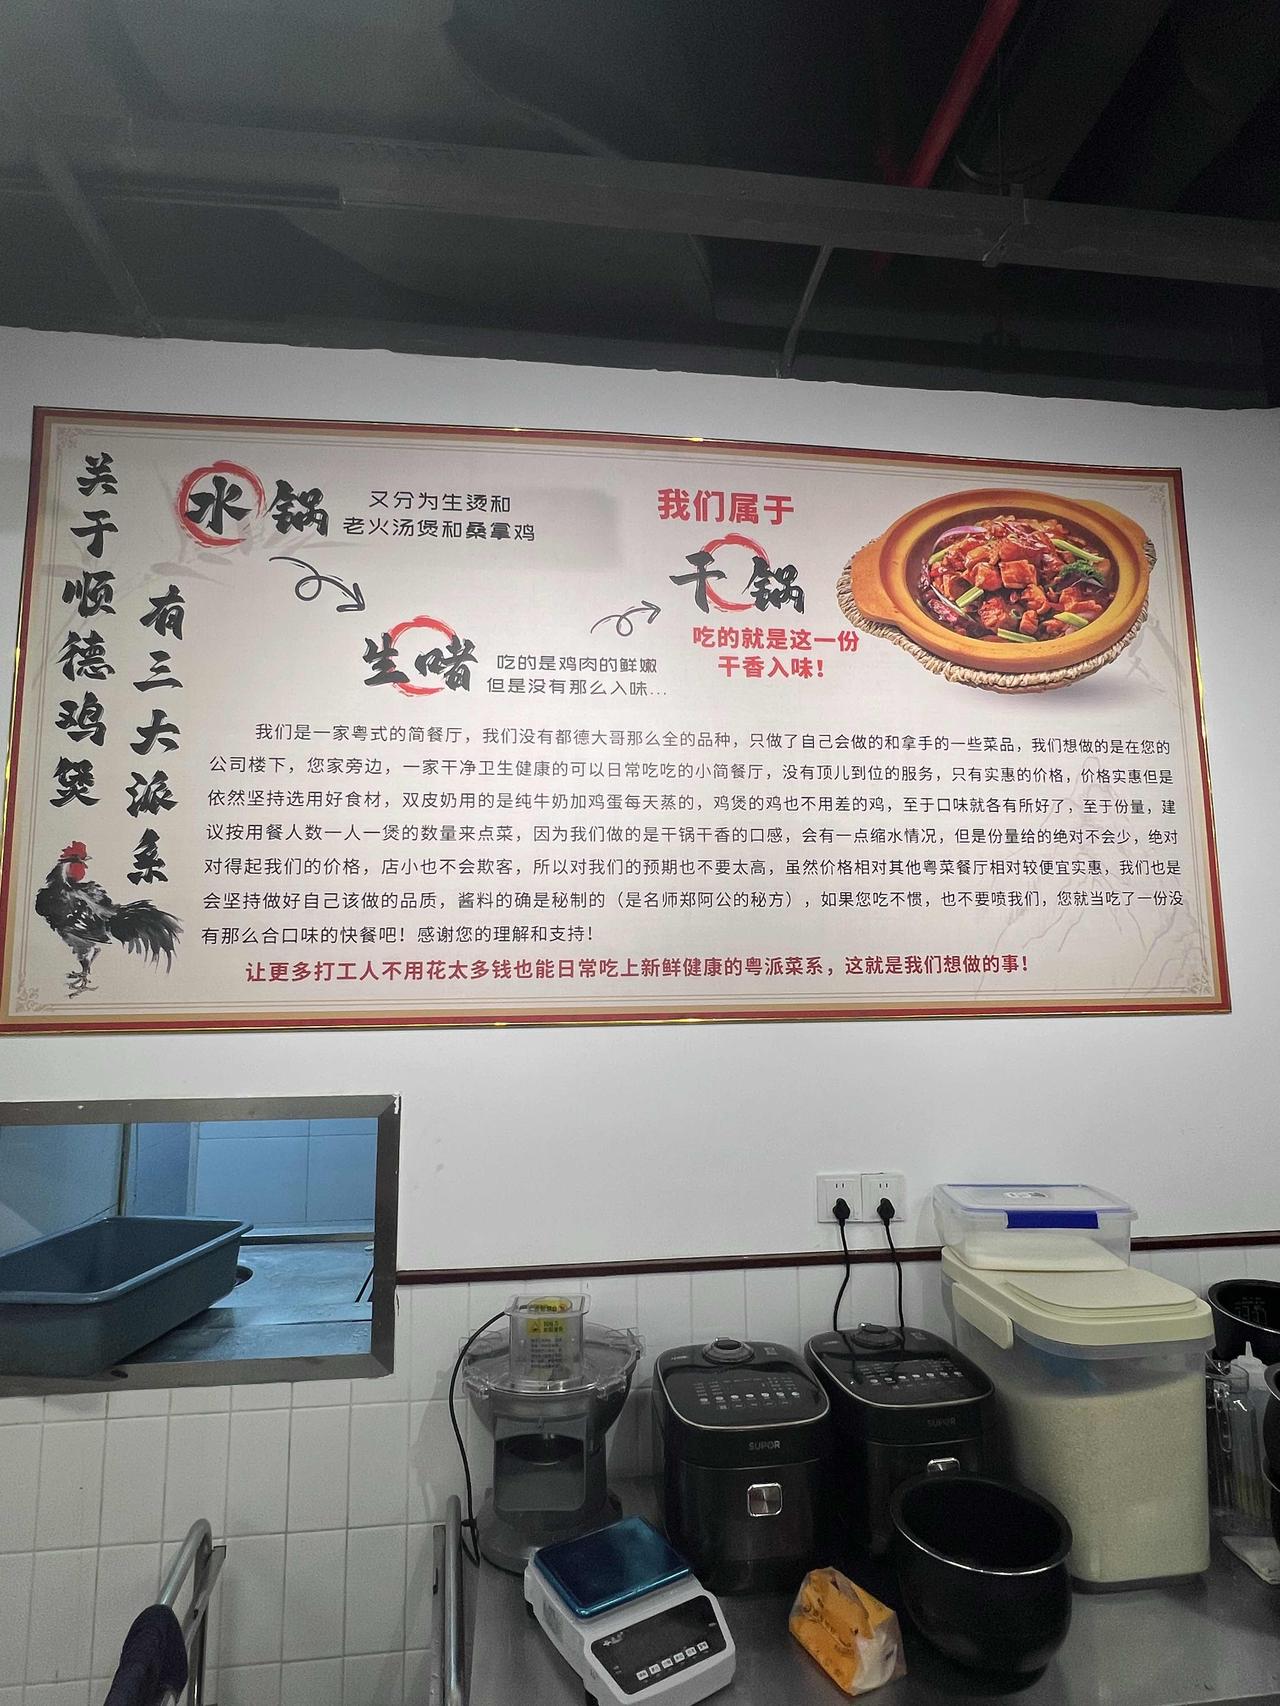 关于顺德鸡煲
有三大派系
水锅
又分为生烫和
老火汤煲和桑拿鸡
生啫
吃的是鸡肉的鲜嫩
但是没有那么入味...
我们属于
干锅
吃的就是这一份
干香入味！
我们是一家粤式的简餐厅，我们没有都德大哥那么全的品种，只做了自己会做的和拿手的一些菜品，我们想做的是在您的
公司楼下，您家旁边，一家干净卫生健康的可以日常吃吃的小简餐厅，没有顶儿到位的服务，只有实惠的价格，价格实惠但是
依然坚持选用好食材，双皮奶用的是纯牛奶加鸡蛋每天蒸的，鸡煲的鸡也不用差的鸡，至于口味就各有所好了，至于份量，建
议按用餐人数一人一煲的数量来点菜，因为我们做的是干锅干香的口感，会有一点缩水情况，但是份量给的绝对不会少，绝对
对得起我们的价格，店小也不会欺客，所以对我们的预期也不要太高，虽然价格相对其他粤菜餐厅相对较便宜实惠，我们也是
会坚持做好自己该做的品质，酱料的确是秘制的（是名师郑阿公的秘方），如果您吃不惯，也不要喷我们，您就当吃了一份没
有那么合口味的快餐吧！感谢您的理解和支持！
让更多打工人不用花太多钱也能日常吃上新鲜健康的粤派菜系，这就是我们想做的事！
SUPOR
SUPOR